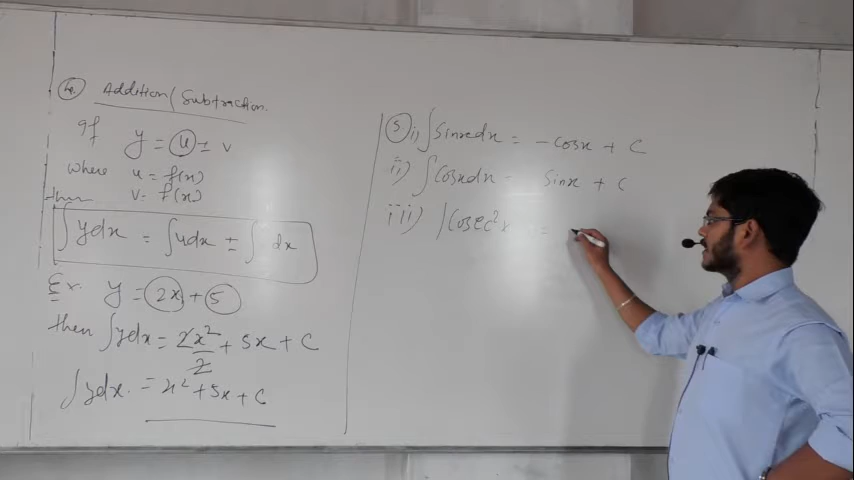 4. Addition/Subtraction.
If y = u ± v
where u = f(x)
then v = f(x)
∫ydx = ∫udx ± ∫ dx
Ex. y = 2x + 5
then ∫ydx = 2x²/2 + 5x + C
∫ydx. = x² + 5x + C
5 i) ∫Sinxdx = -cosx + C
ii) ∫Cosxdx = Sinx + C
iii) ∫Cosec²x =